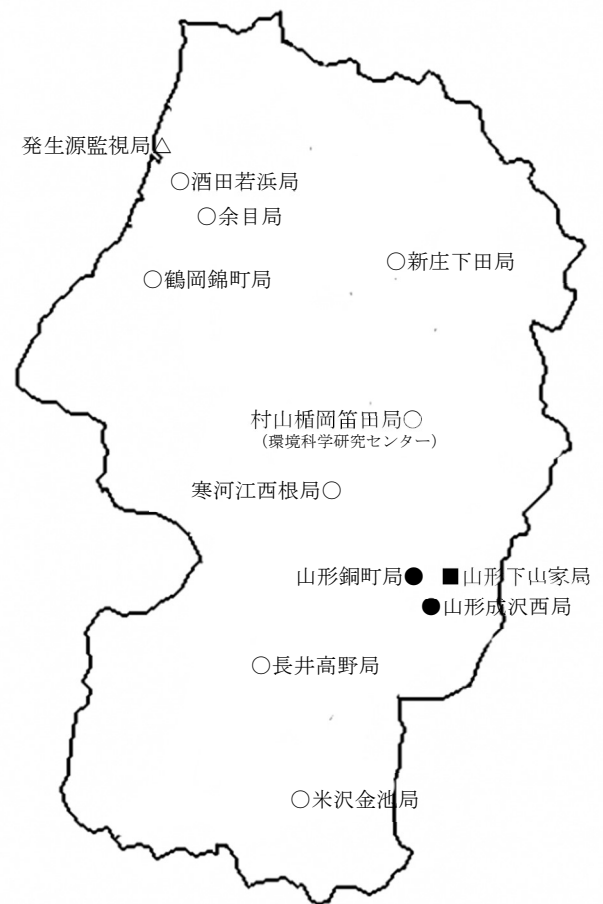 発生源監視局△
○酒田若浜局
○余目局
○新庄下田局
○鶴岡錦町局
村山楯岡笛田局○
（環境科学研究センター）
寒河江西根局○
山形銅町局● ■山形下山家局
●山形成沢西局
○長井高野局
○米沢金池局